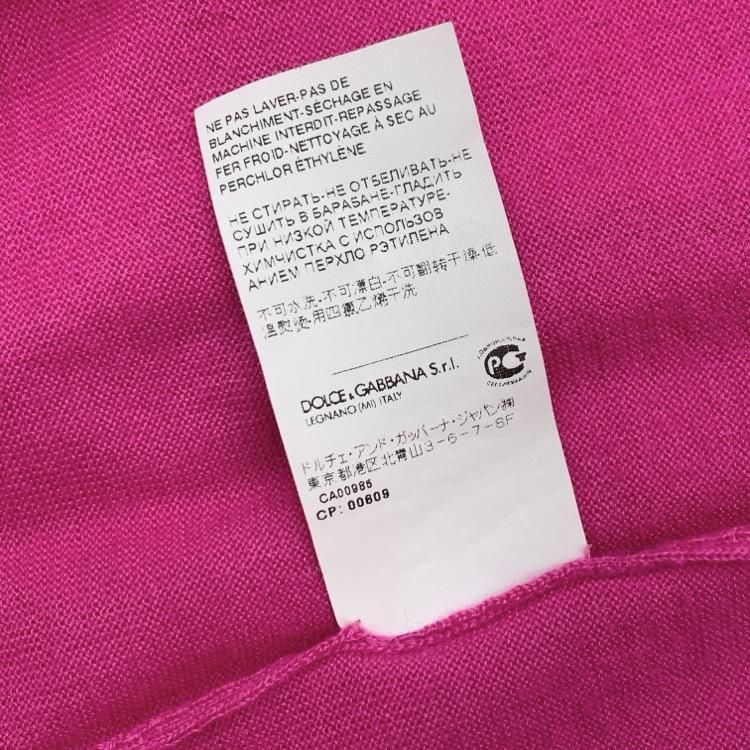 NE PAS LAVER-PAS DE
BLANCHIMENT-SÉCHAGE EN
MACHINE INTERDIT-REPASSAGE
FER FROID-NETTOYAGE À SEC AU
PERCHLOR ÉTHYLÈNE
НЕ СТИРАТЬ-НЕ ОТБЕЛИВАТЬ-НЕ
СУШИТЬ В БАРАБАНЕ-ГЛАДИТЬ
ПРИ НИЗКОЙ ТЕМПЕРАТУРЕ-
ХИМЧИСТКА С ИСПОЛЬЗОВ
АНИЕМ ПЕРХЛО РЭТИЛЕНА
不可水洗-不可漂白-不可翻转干燥-低
温熨烫-用四氯乙烯干洗
DOLCE & GABBANA S.r.l.
LEGNANO (MI) ITALY
PG
ドルチェ・アンド・ガッバーナ・ジャパン(株)
東京都港区北青山3-6-7-8F
CA00985
CP: 00609